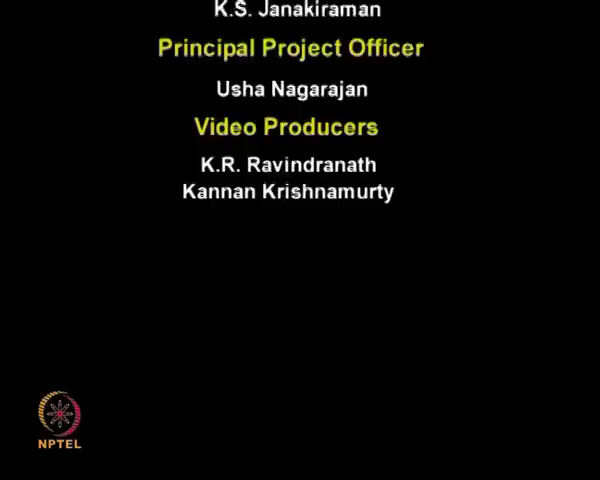 K.S. Janakiraman
Principal Project Officer
Usha Nagarajan
Video Producers
K.R. Ravindranath
Kannan Krishnamurty
NPTEL